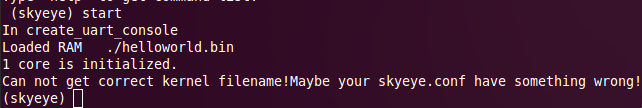 (skyeye) start
In create_uart_console
Loaded RAM   ./helloworld.bin
1 core is initialized.
Can not get correct kernel filename!Maybe your skyeye.conf have something wrong!
(skyeye)